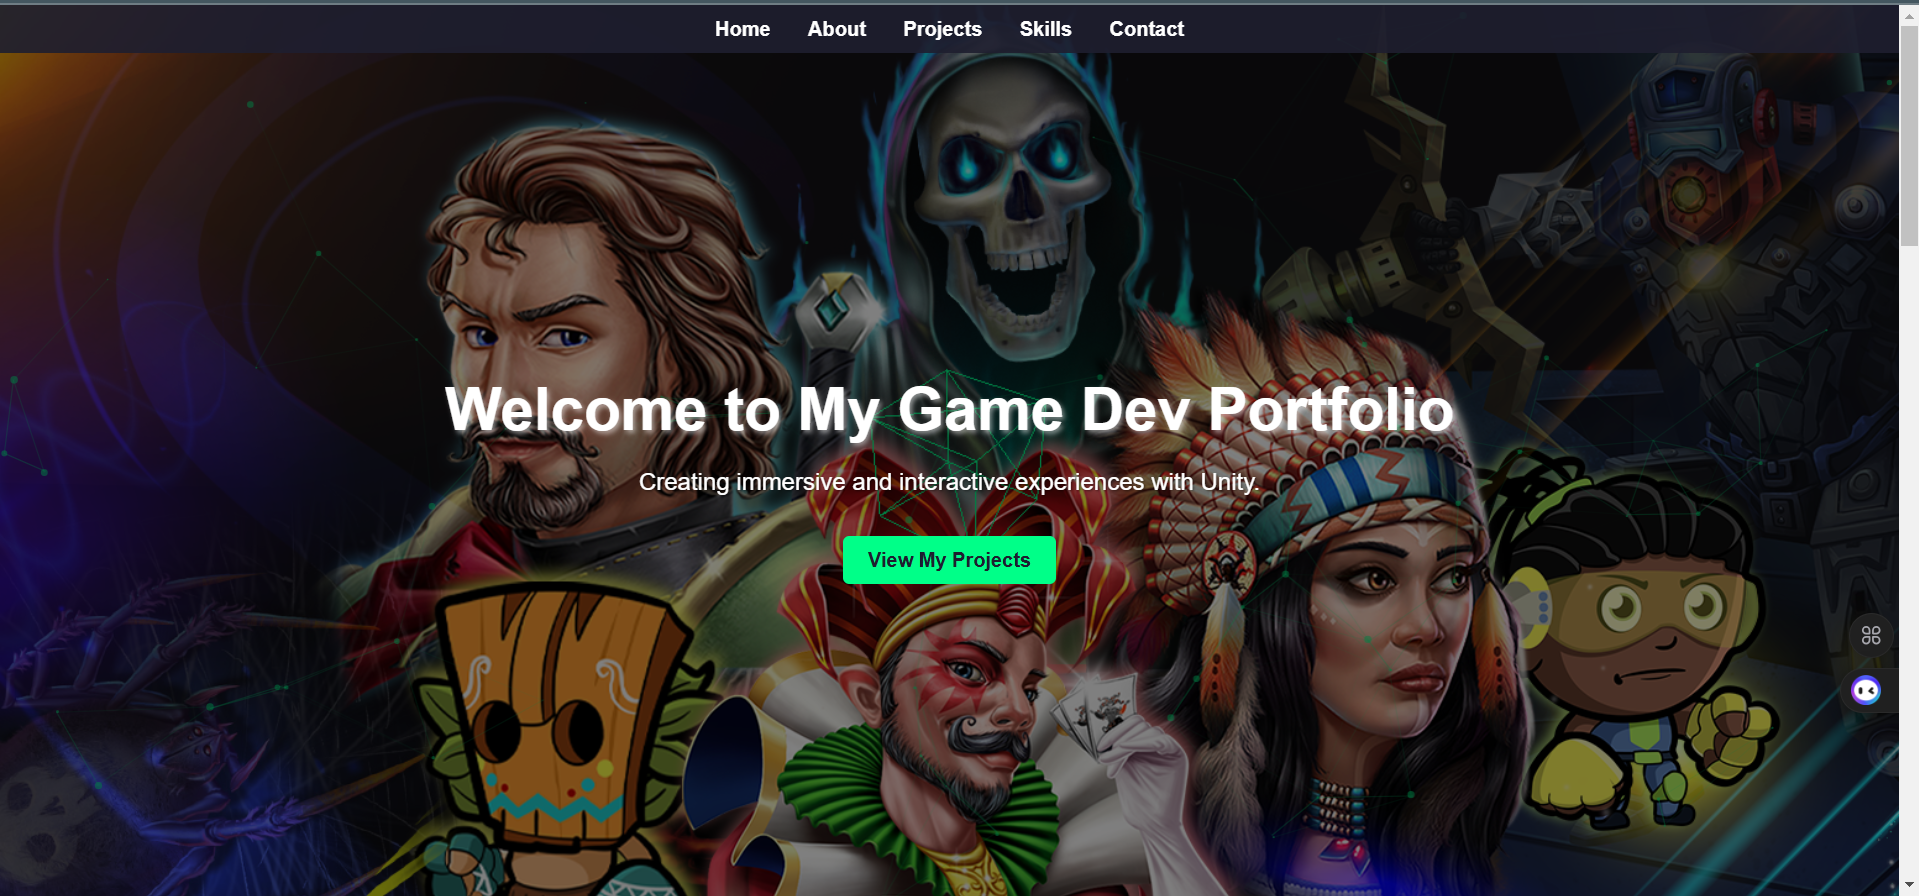 Home About Projects Skills Contact
Welcome to My Game Dev Portfolio
Creating immersive and interactive experiences with Unity.
View My Projects